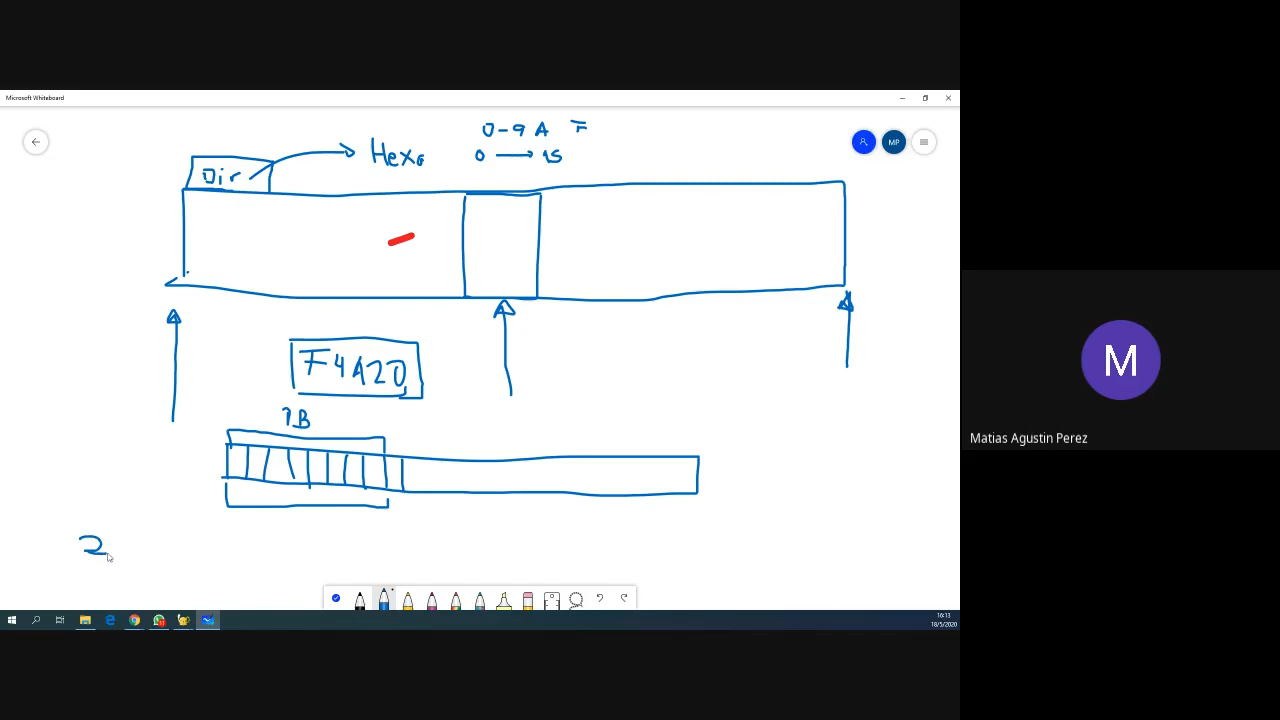 Microsoft Whiteboard
0-9 A F
0 → 15
Dir → Hexa
MP
F4A20
1B
2
M
Matias Agustin Perez
16:13
18/5/2020